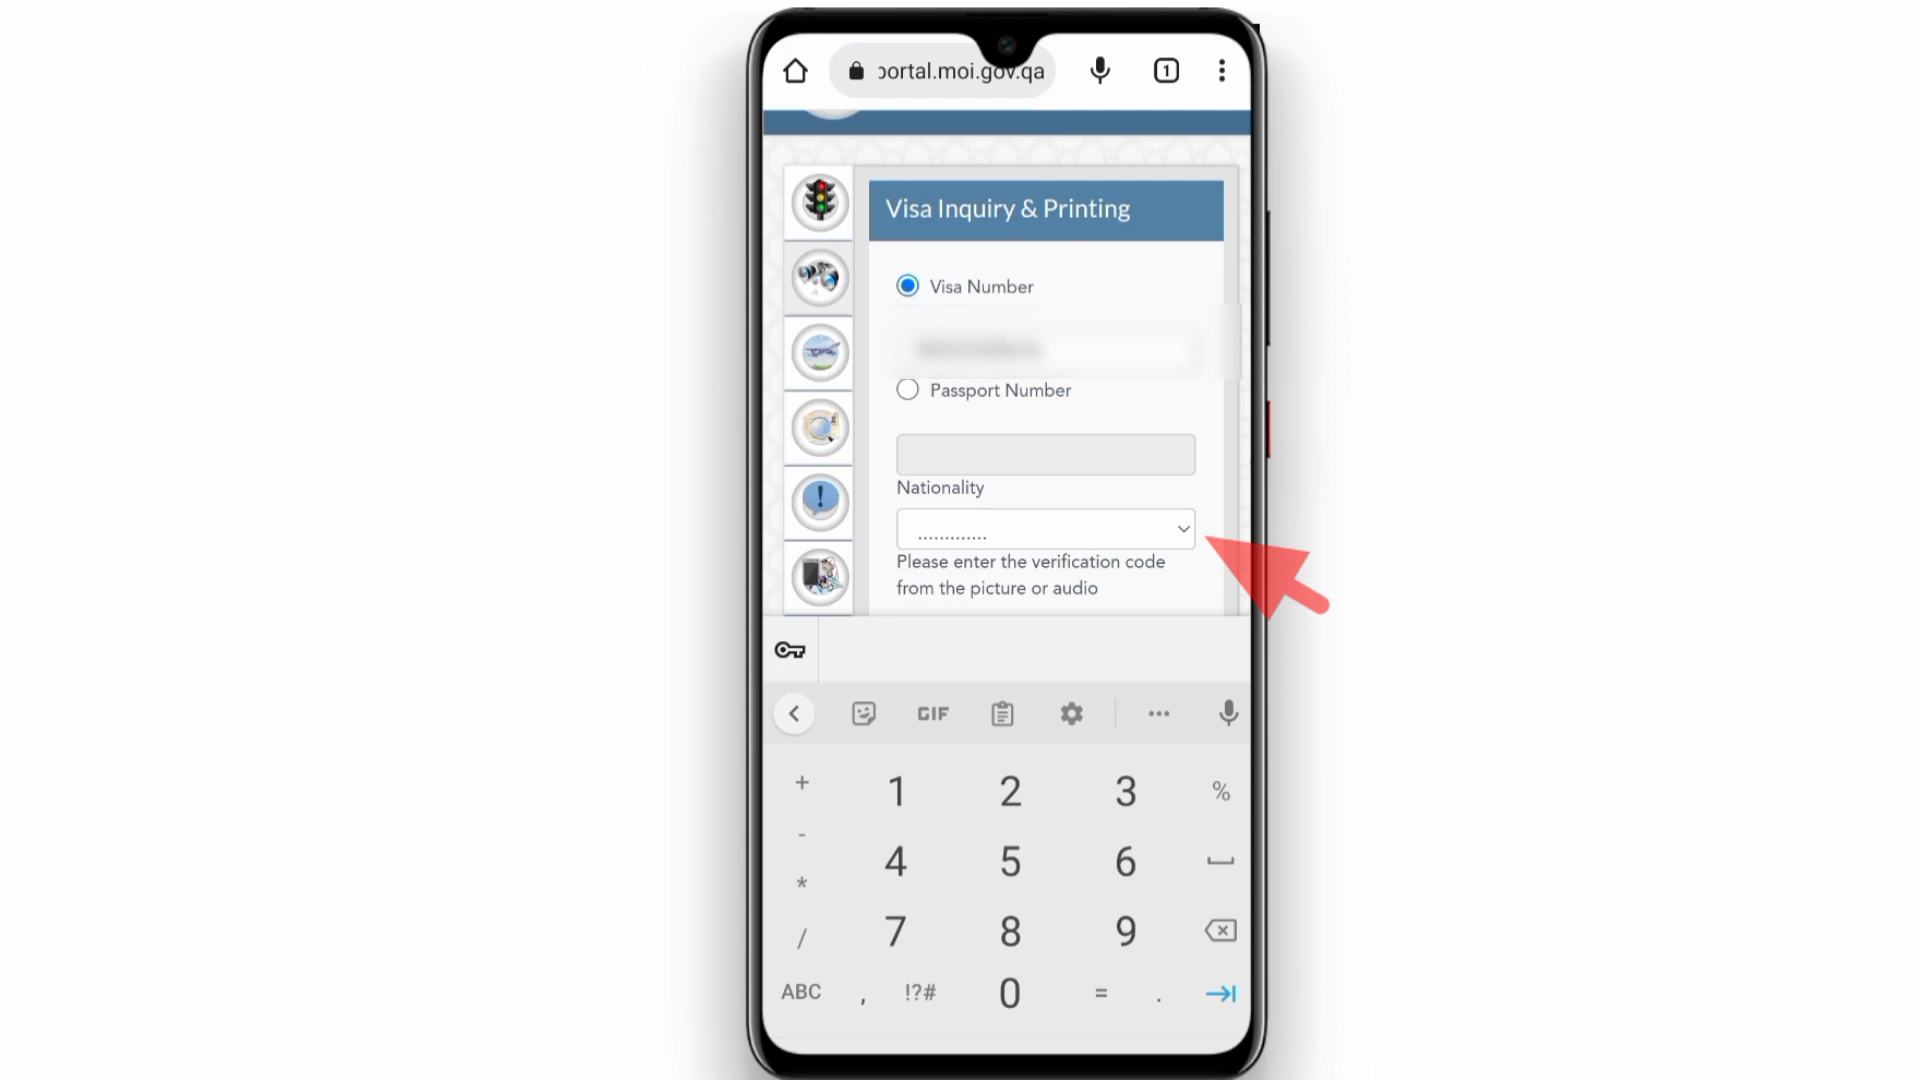 1
portal.moi.gov.qa
Visa Inquiry & Printing
Visa Number
Passport Number
Nationality
.............
Please enter the verification code
from the picture or audio
GIF
+ 1 2 3 %
-
4 5 6
*
7 8 9
/
ABC , !?# 0 = .